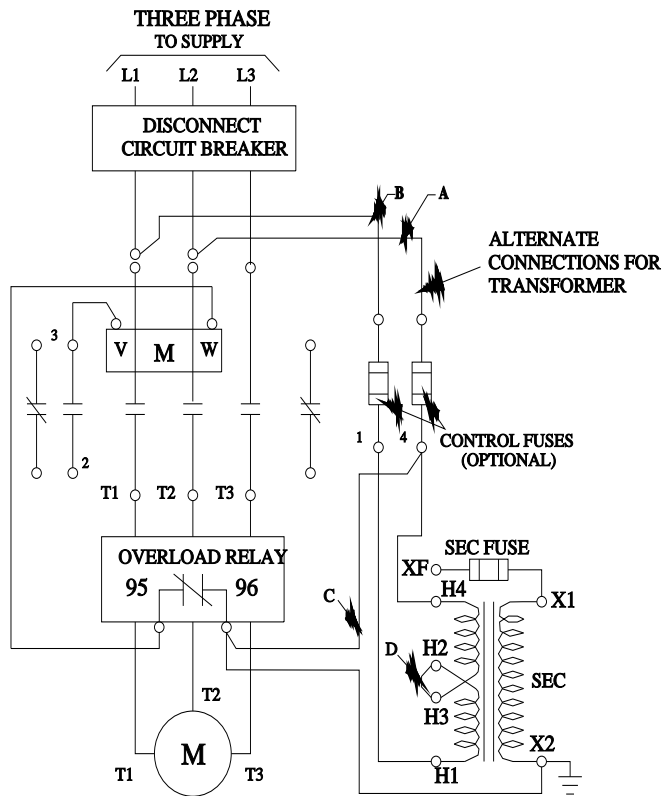 THREE PHASE
TO SUPPLY
L1 L2 L3
DISCONNECT
CIRCUIT BREAKER
B A
ALTERNATE
CONNECTIONS FOR
TRANSFORMER
3 V M W
1 4 CONTROL FUSES
(OPTIONAL)
2
T1 T2 T3
OVERLOAD RELAY
95 96
SEC FUSE
XF
H4 X1
C
D H2
SEC
H3
T2
M
T1 T3
X2
H1